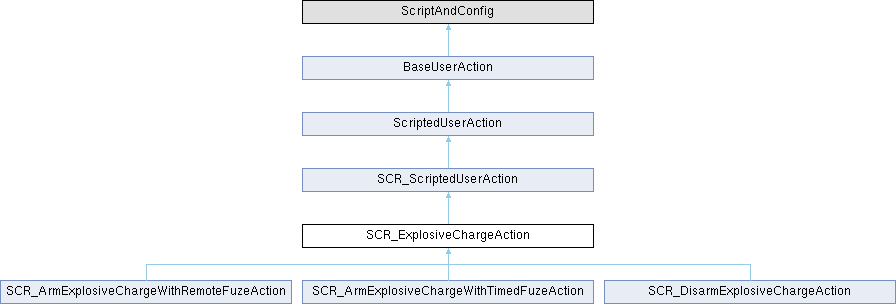 ScriptAndConfig
BaseUserAction
ScriptedUserAction
SCR_ScriptedUserAction
SCR_ExplosiveChargeAction
SCR_ArmExplosiveChargeWithRemoteFuzeAction
SCR_ArmExplosiveChargeWithTimedFuzeAction
SCR_DisarmExplosiveChargeAction